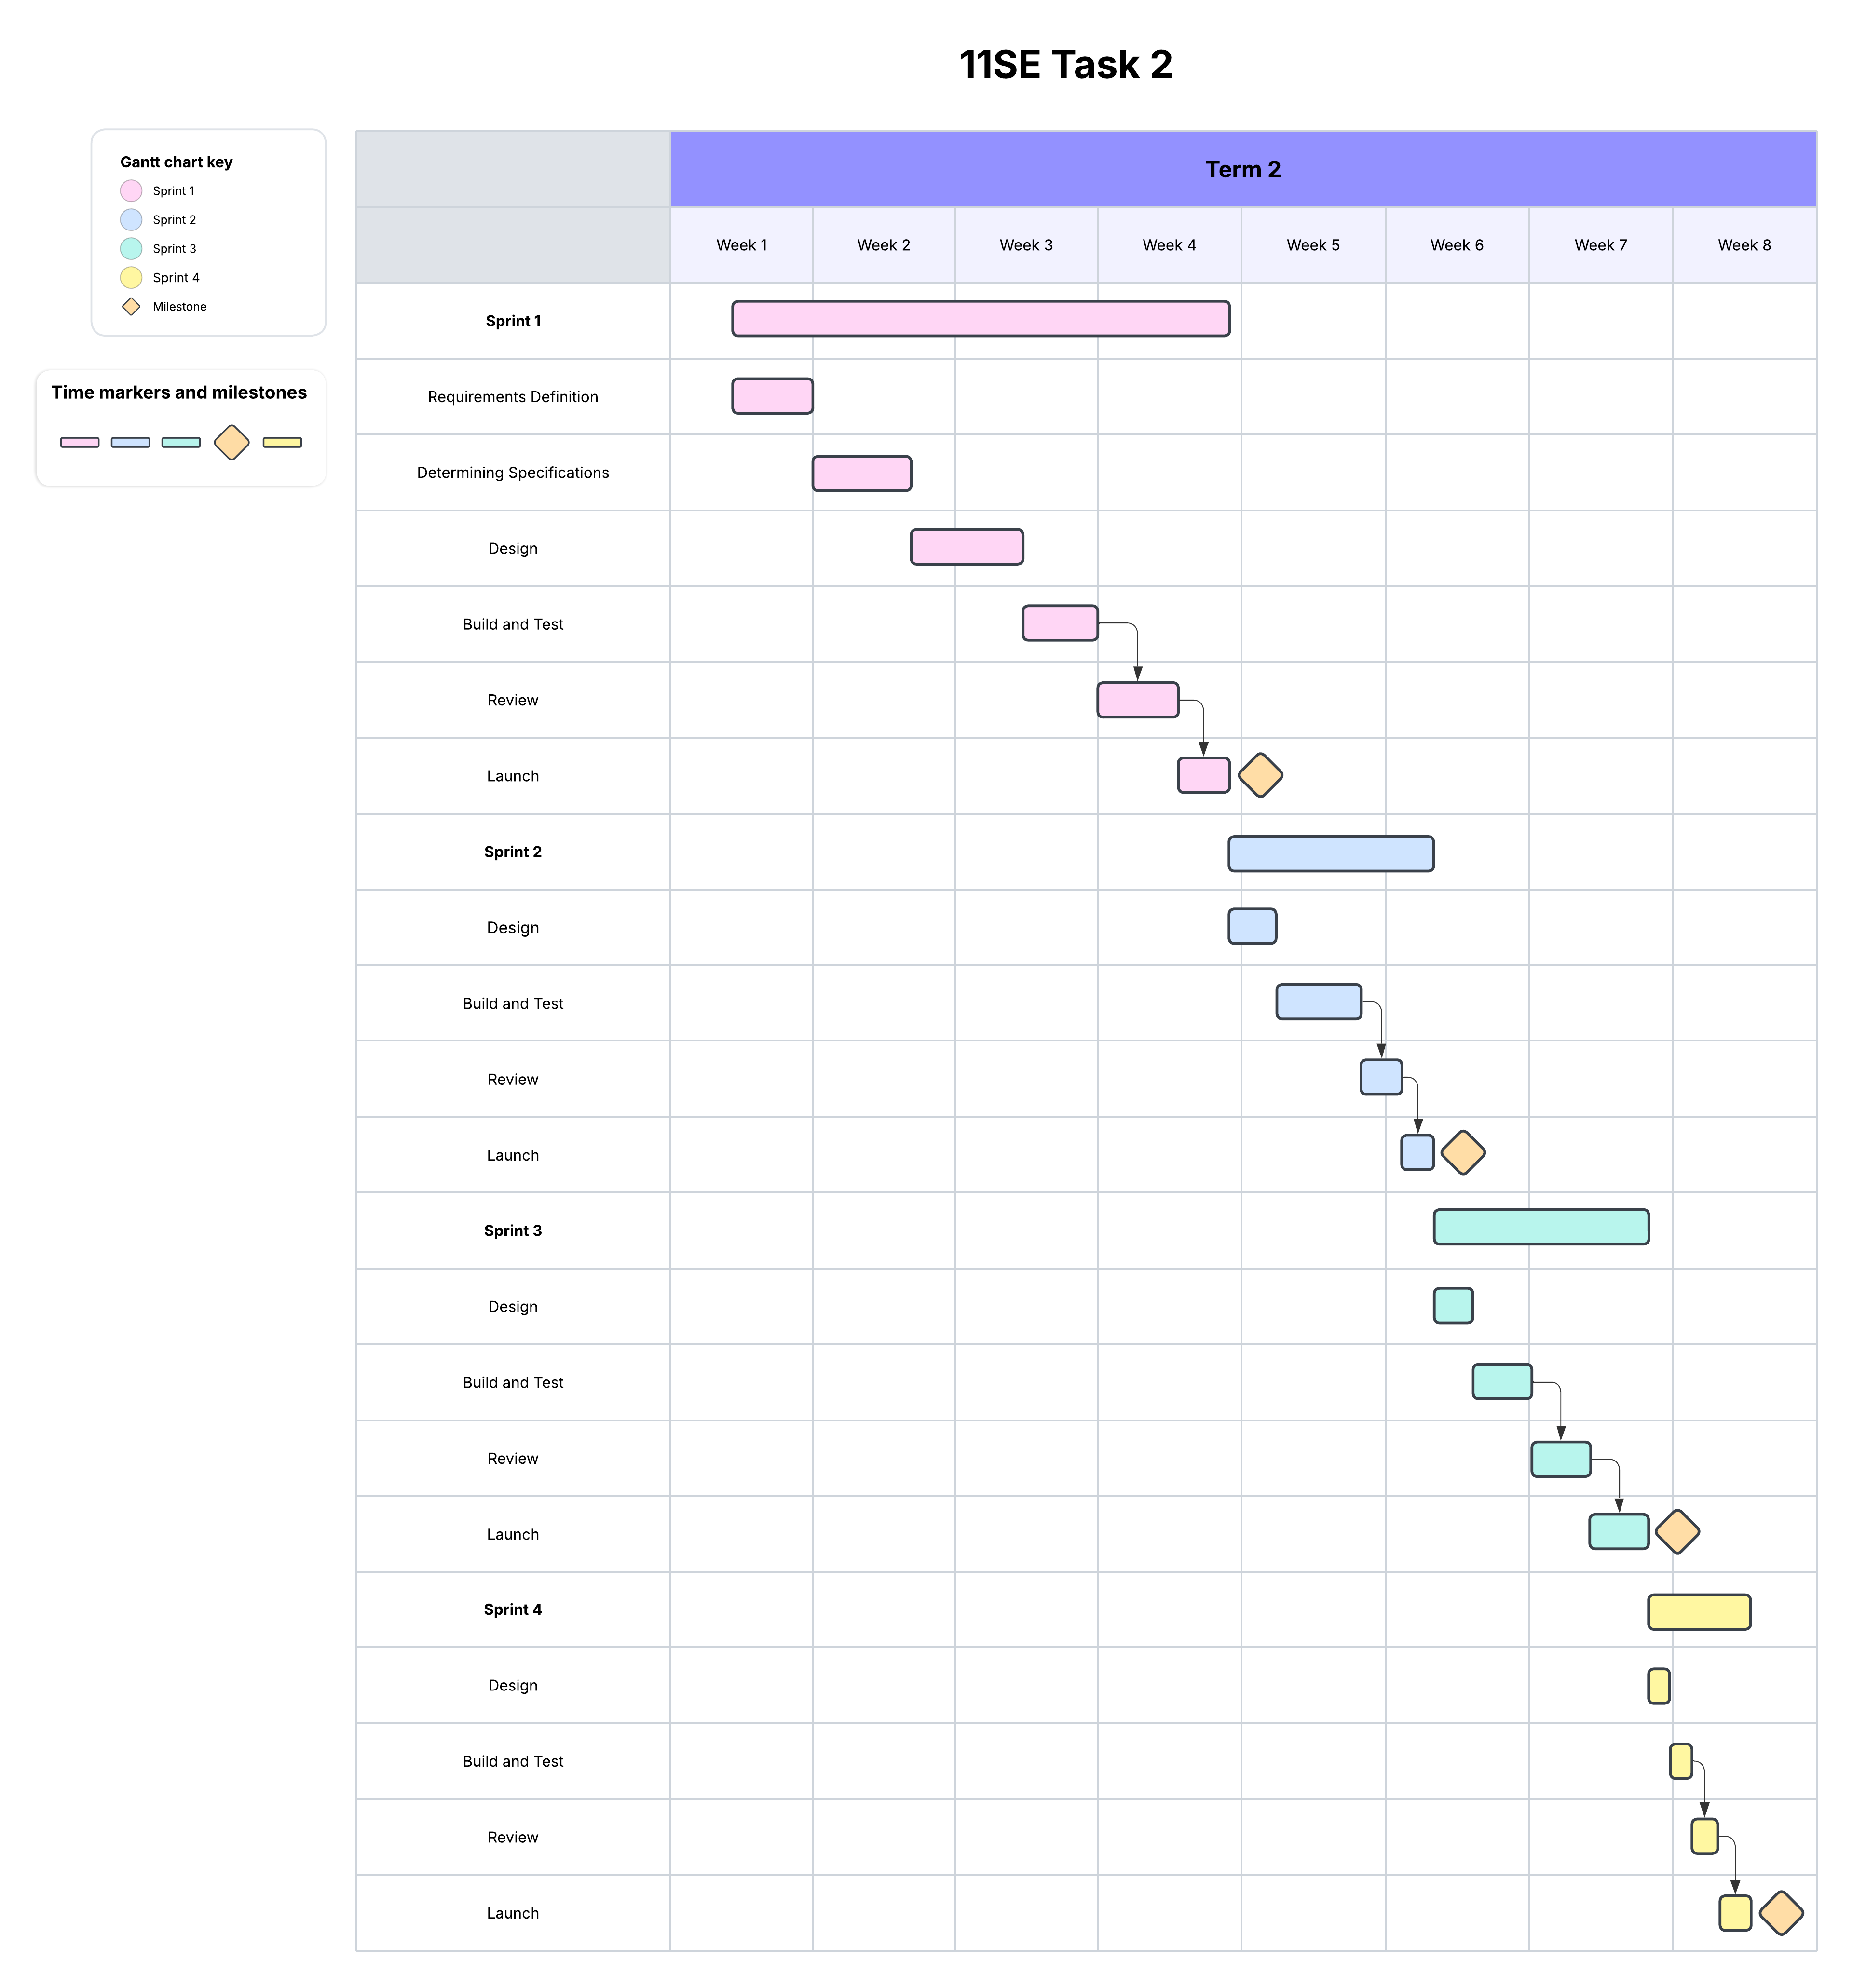 11SE Task 2
Gantt chart key
Sprint 1
Sprint 2
Sprint 3
Sprint 4
Milestone
Time markers and milestones
Term 2
Week 1
Week 2
Week 3
Week 4
Week 5
Week 6
Week 7
Week 8
Sprint 1
Requirements Definition
Determining Specifications
Design
Build and Test
Review
Launch
Sprint 2
Design
Build and Test
Review
Launch
Sprint 3
Design
Build and Test
Review
Launch
Sprint 4
Design
Build and Test
Review
Launch